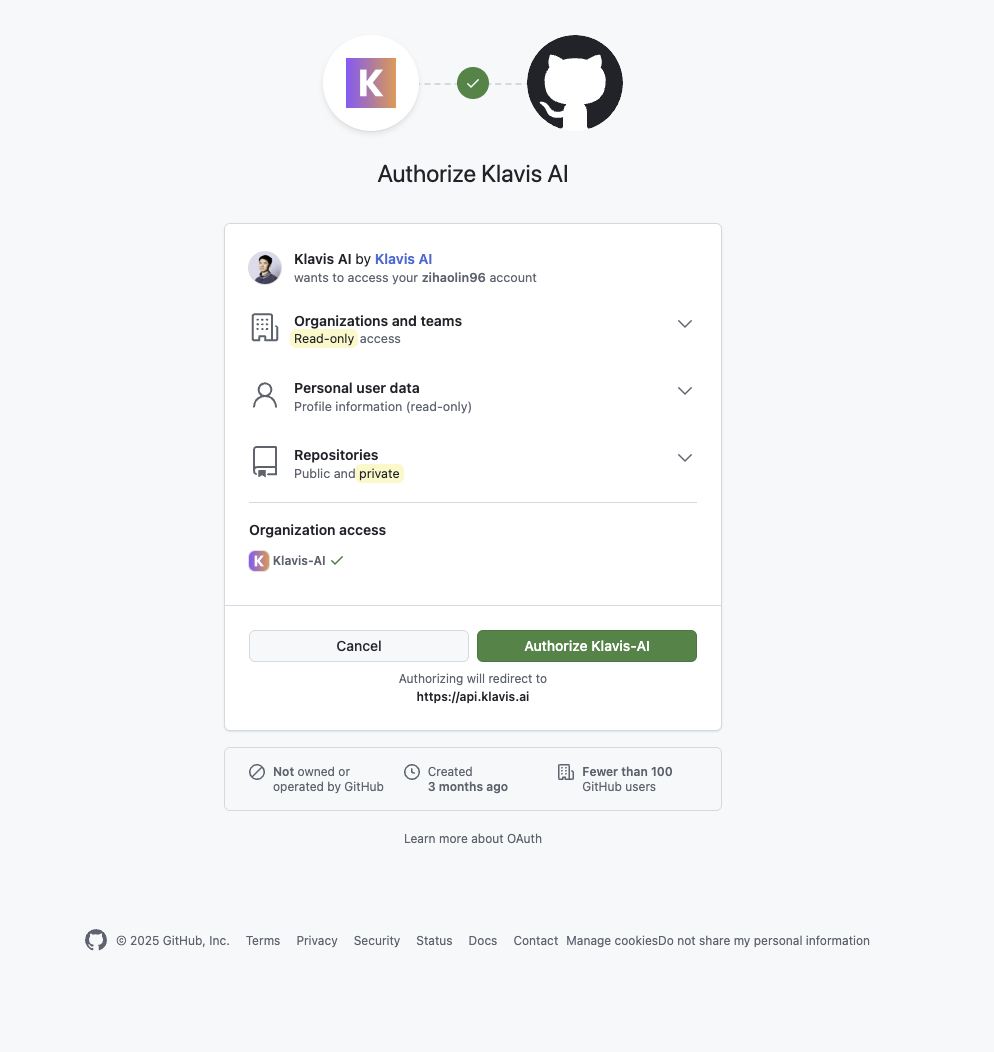 K
Authorize Klavis AI
Klavis AI by Klavis AI
wants to access your zihaolin96 account
Organizations and teams
Read-only access
Personal user data
Profile information (read-only)
Repositories
Public and private
Organization access
K Klavis-AI
Cancel
Authorize Klavis-AI
Authorizing will redirect to
https://api.klavis.ai
Not owned or
operated by GitHub
Created
3 months ago
Fewer than 100
GitHub users
Learn more about OAuth
© 2025 GitHub, Inc. Terms Privacy Security Status Docs Contact Manage cookies Do not share my personal information